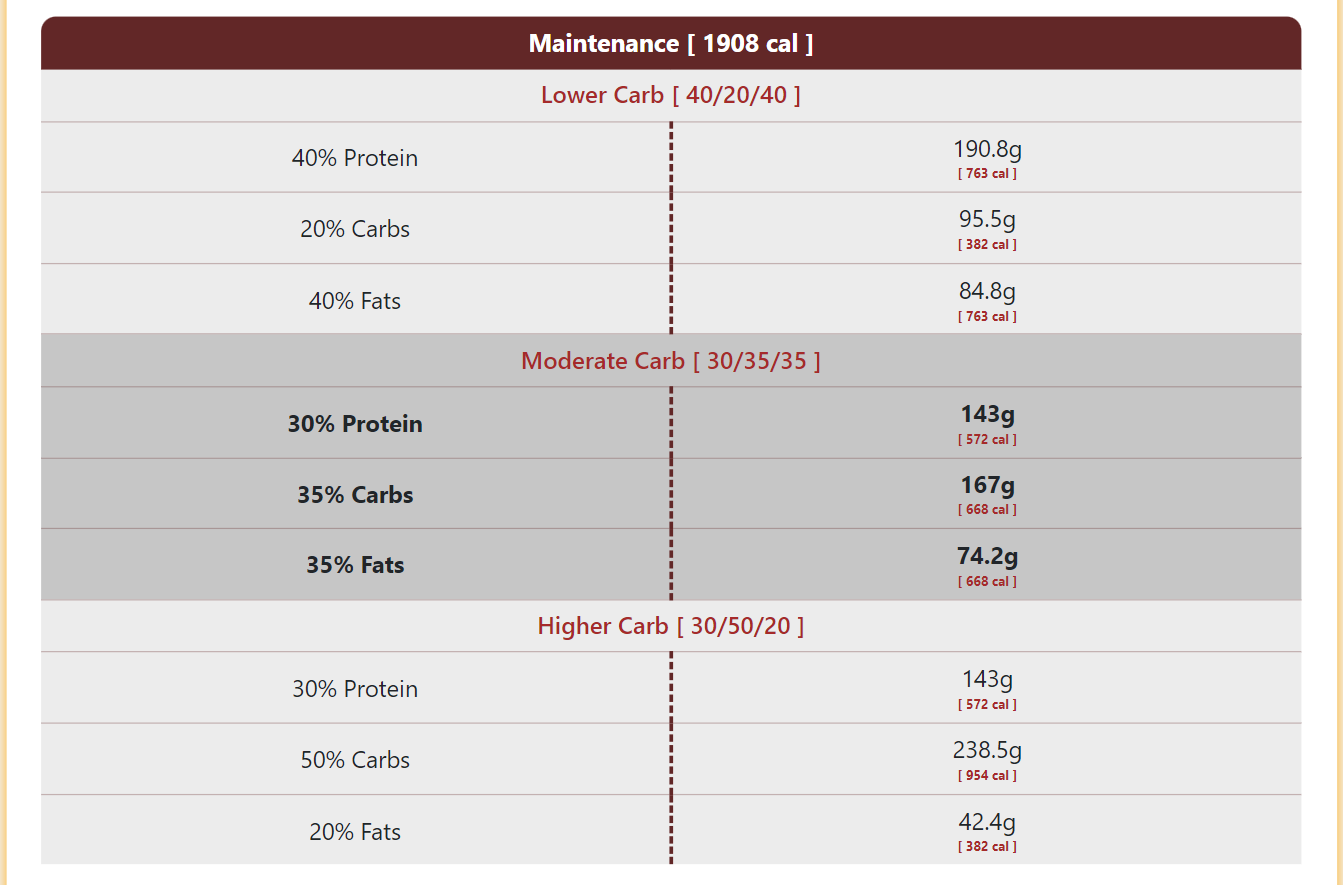 Maintenance [ 1908 cal ]
Lower Carb [ 40/20/40 ]
40% Protein
190.8g
[ 763 cal ]
20% Carbs
95.5g
[ 382 cal ]
40% Fats
84.8g
[ 763 cal ]
Moderate Carb [ 30/35/35 ]
30% Protein
143g
[ 572 cal ]
35% Carbs
167g
[ 668 cal ]
35% Fats
74.2g
[ 668 cal ]
Higher Carb [ 30/50/20 ]
30% Protein
143g
[ 572 cal ]
50% Carbs
238.5g
[ 954 cal ]
20% Fats
42.4g
[ 382 cal ]